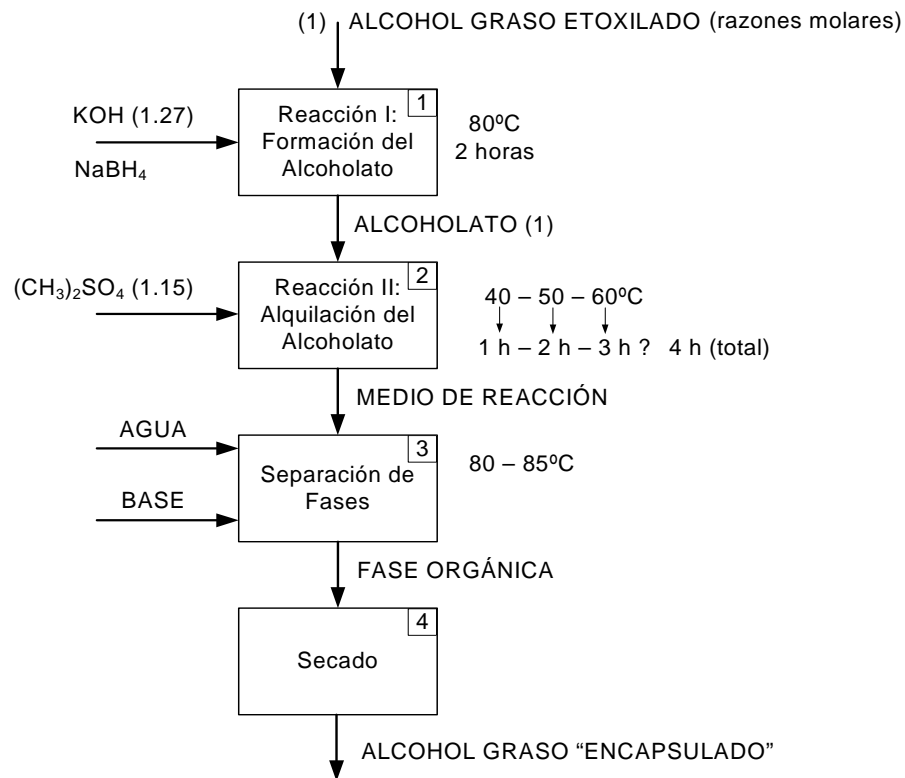 (1) ALCOHOL GRASO ETOXILADO (razones molares)
1
Reacción I:
Formación del
Alcoholato
KOH (1.27)
NaBH₄
80ºC
2 horas
ALCOHOLATO (1)
2
Reacción II:
Alquilación del
Alcoholato
(CH₃)₂SO₄ (1.15)
40 – 50 – 60ºC
1 h – 2 h – 3 h ? 4 h (total)
MEDIO DE REACCIÓN
AGUA
BASE
3
Separación de
Fases
80 – 85ºC
FASE ORGÁNICA
4
Secado
ALCOHOL GRASO “ENCAPSULADO”